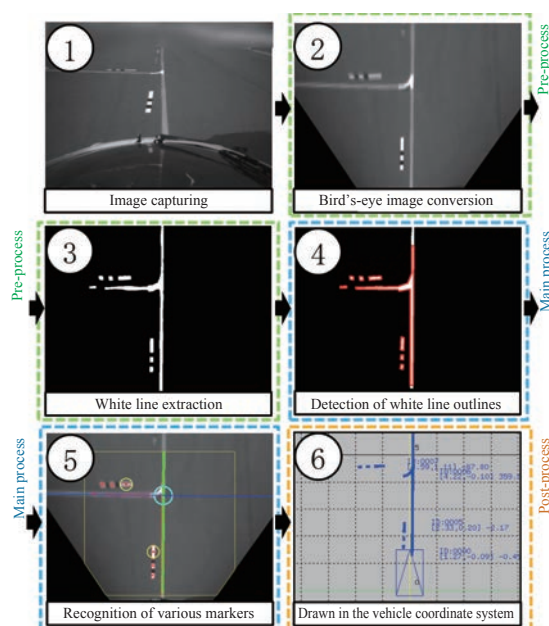 1
Image capturing
2
Bird's-eye image conversion
Pre-process
Pre-process
3
White line extraction
4
Detection of white line outlines
Main process
Main process
5
Recognition of various markers
6
Drawn in the vehicle coordinate system
Post-process